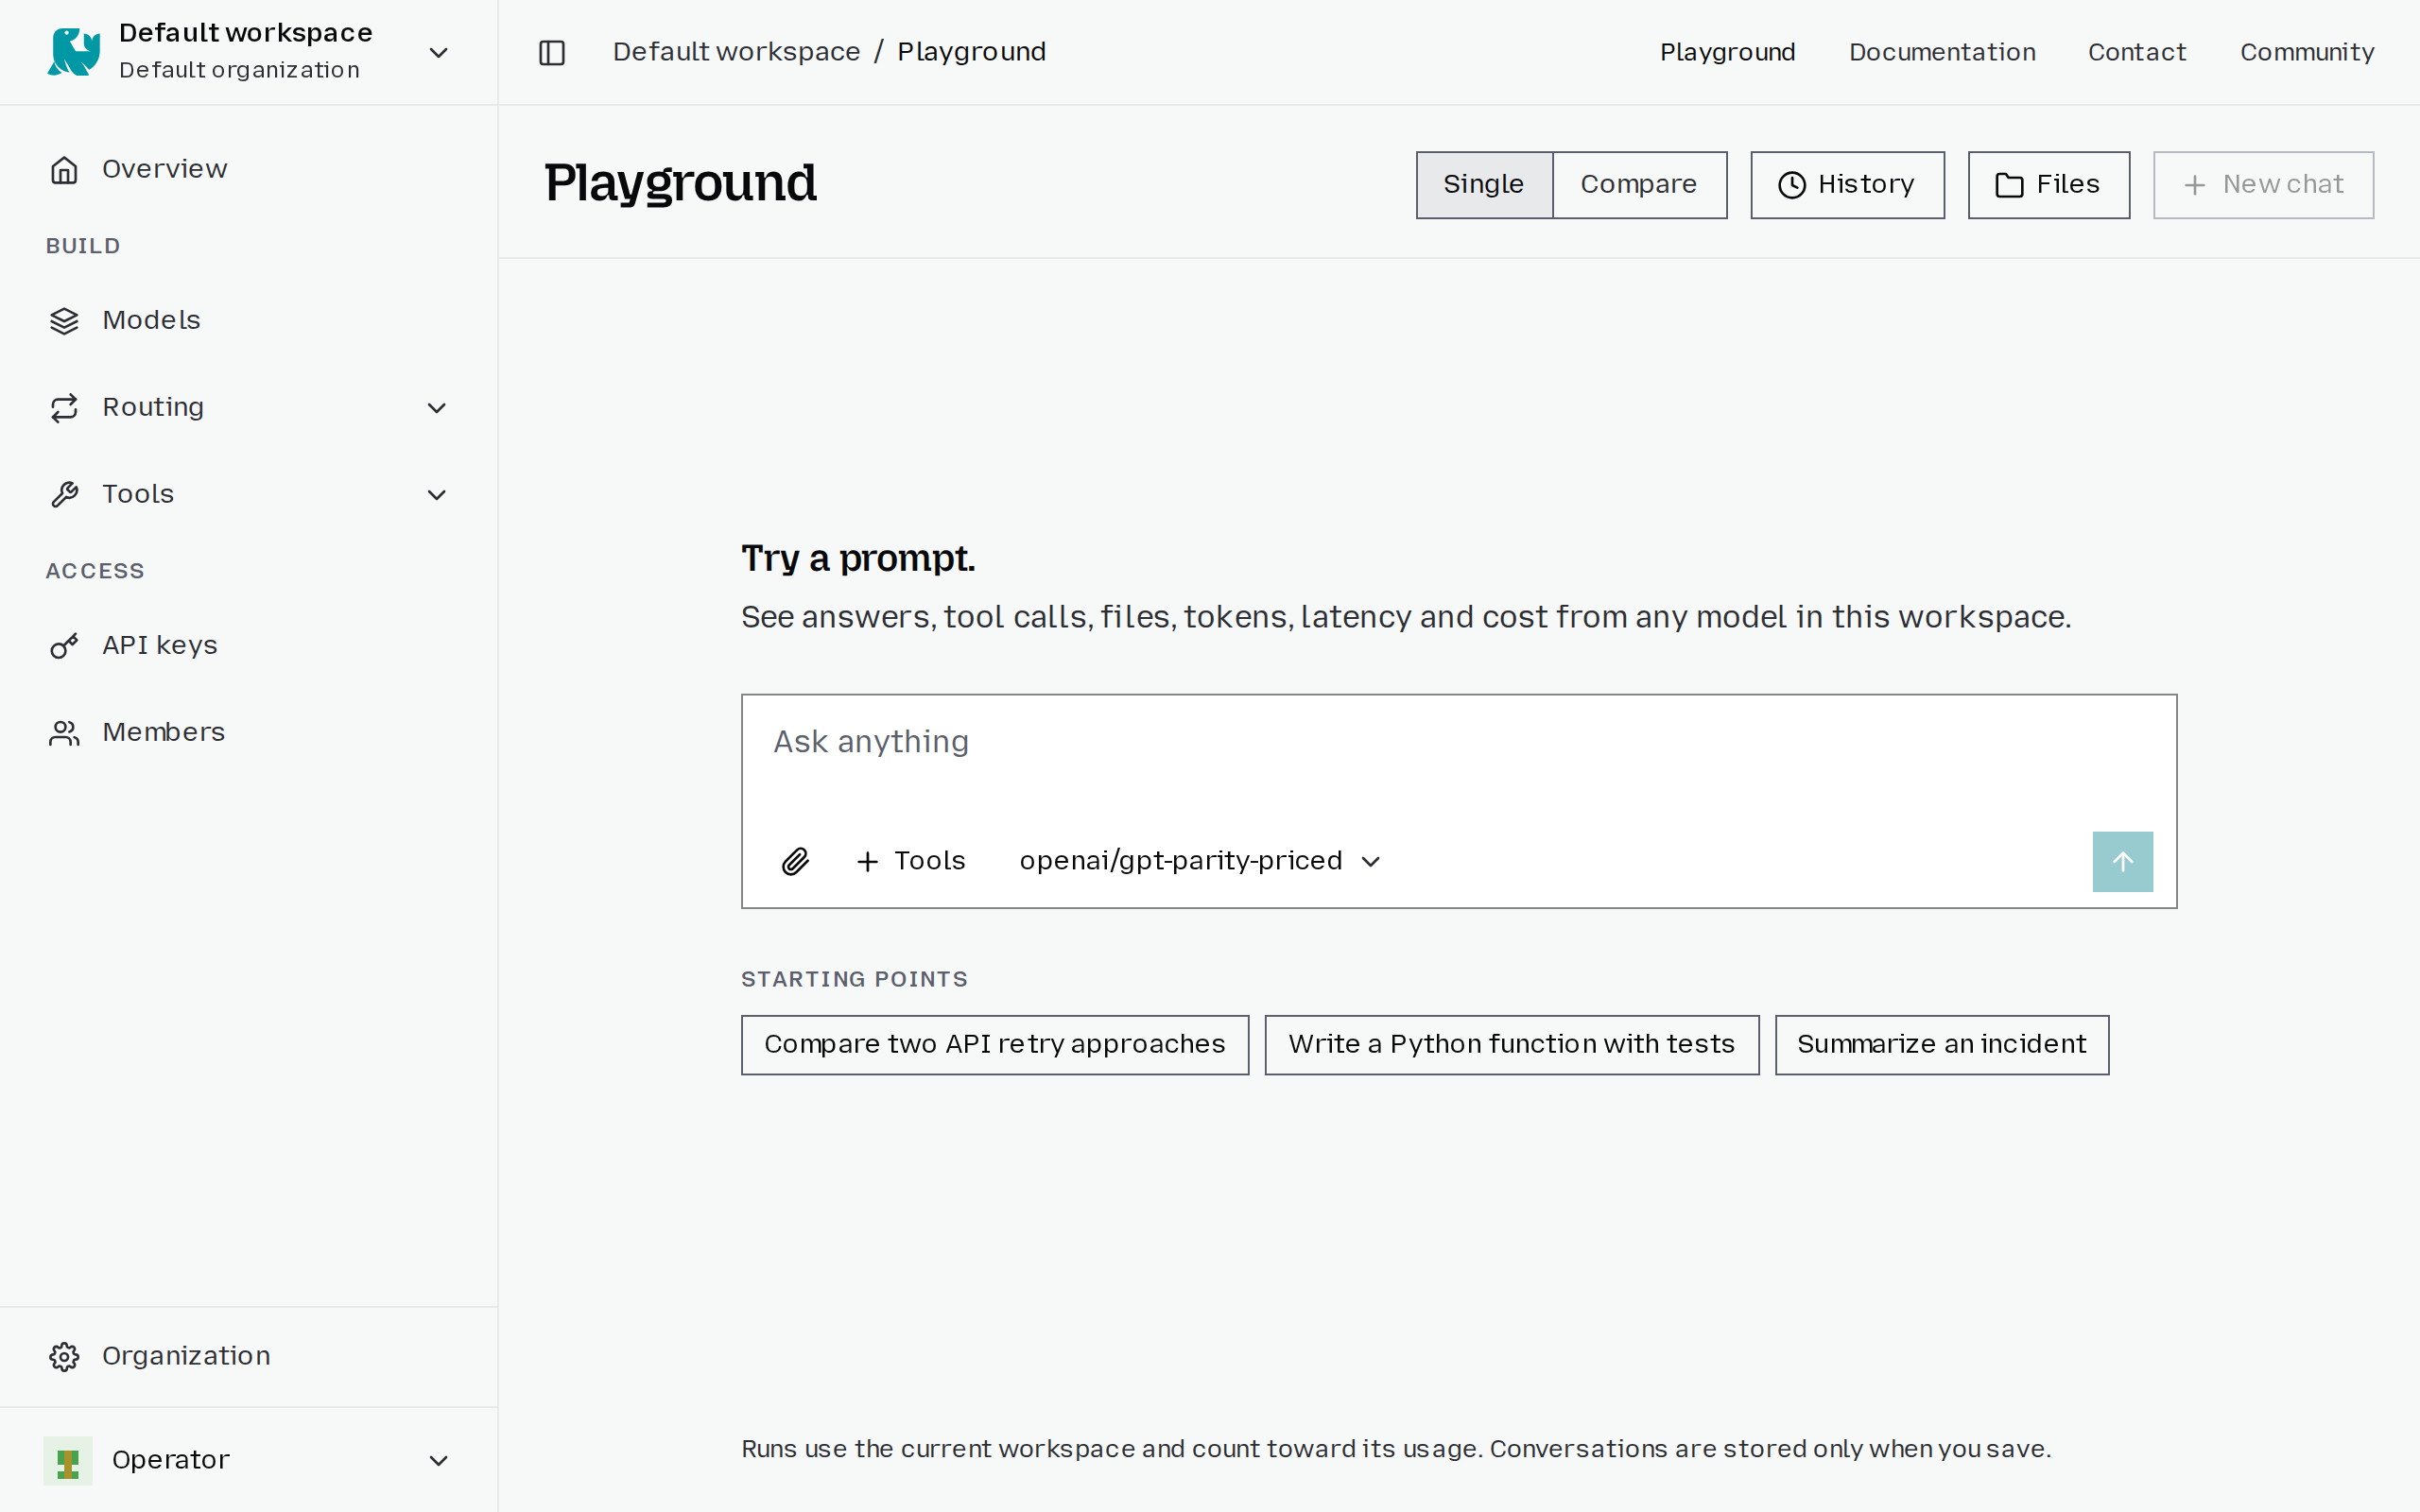 Default workspace
Default organization
Default workspace / Playground
Playground
Documentation
Contact
Community
Overview
BUILD
Models
Routing
Tools
ACCESS
API keys
Members
Organization
Operator
Playground
Single
Compare
History
Files
New chat
Try a prompt.
See answers, tool calls, files, tokens, latency and cost from any model in this workspace.
Ask anything
Tools
openai/gpt-parity-priced
STARTING POINTS
Compare two API retry approaches
Write a Python function with tests
Summarize an incident
Runs use the current workspace and count toward its usage. Conversations are stored only when you save.